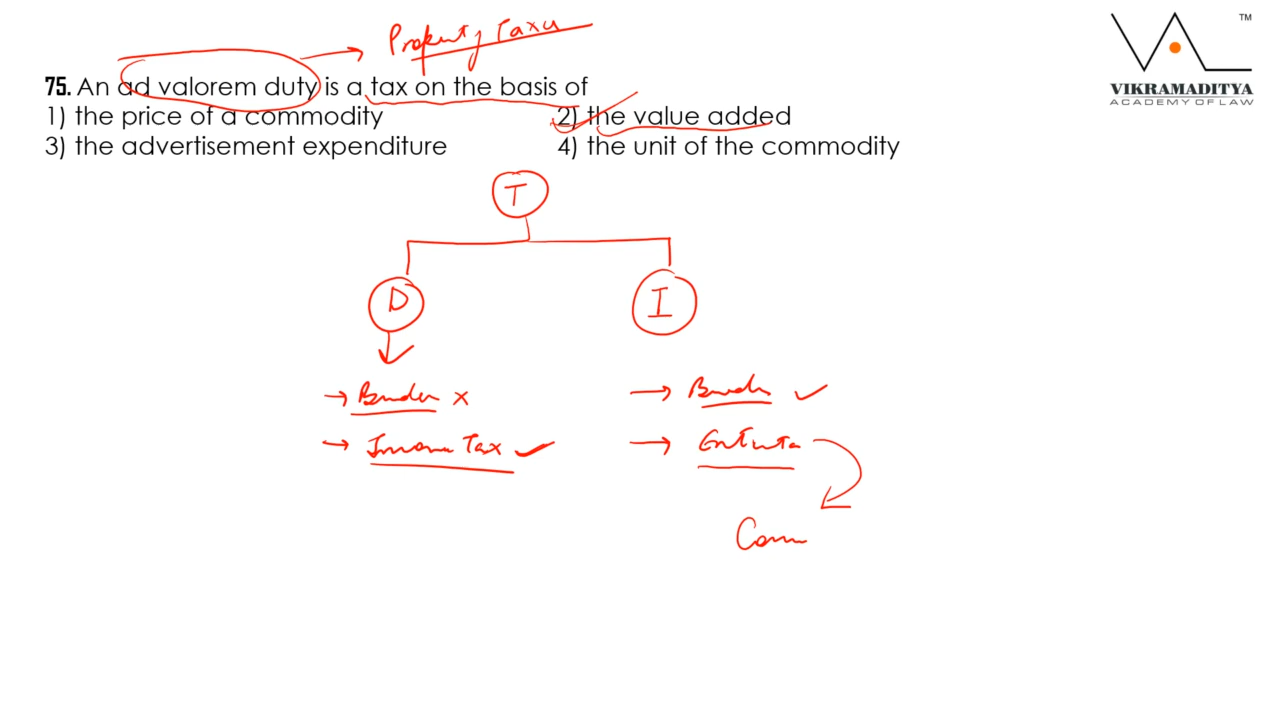 Property Taxes
TM
75. An ad valorem duty is a tax on the basis of
1) the price of a commodity
2) the value added
3) the advertisement expenditure
4) the unit of the commodity
VIKRAMADITYA
ACADEMY OF LAW
T
D
I
→ Burden x
→ Burden ✓
→ Income Tax ✓
→